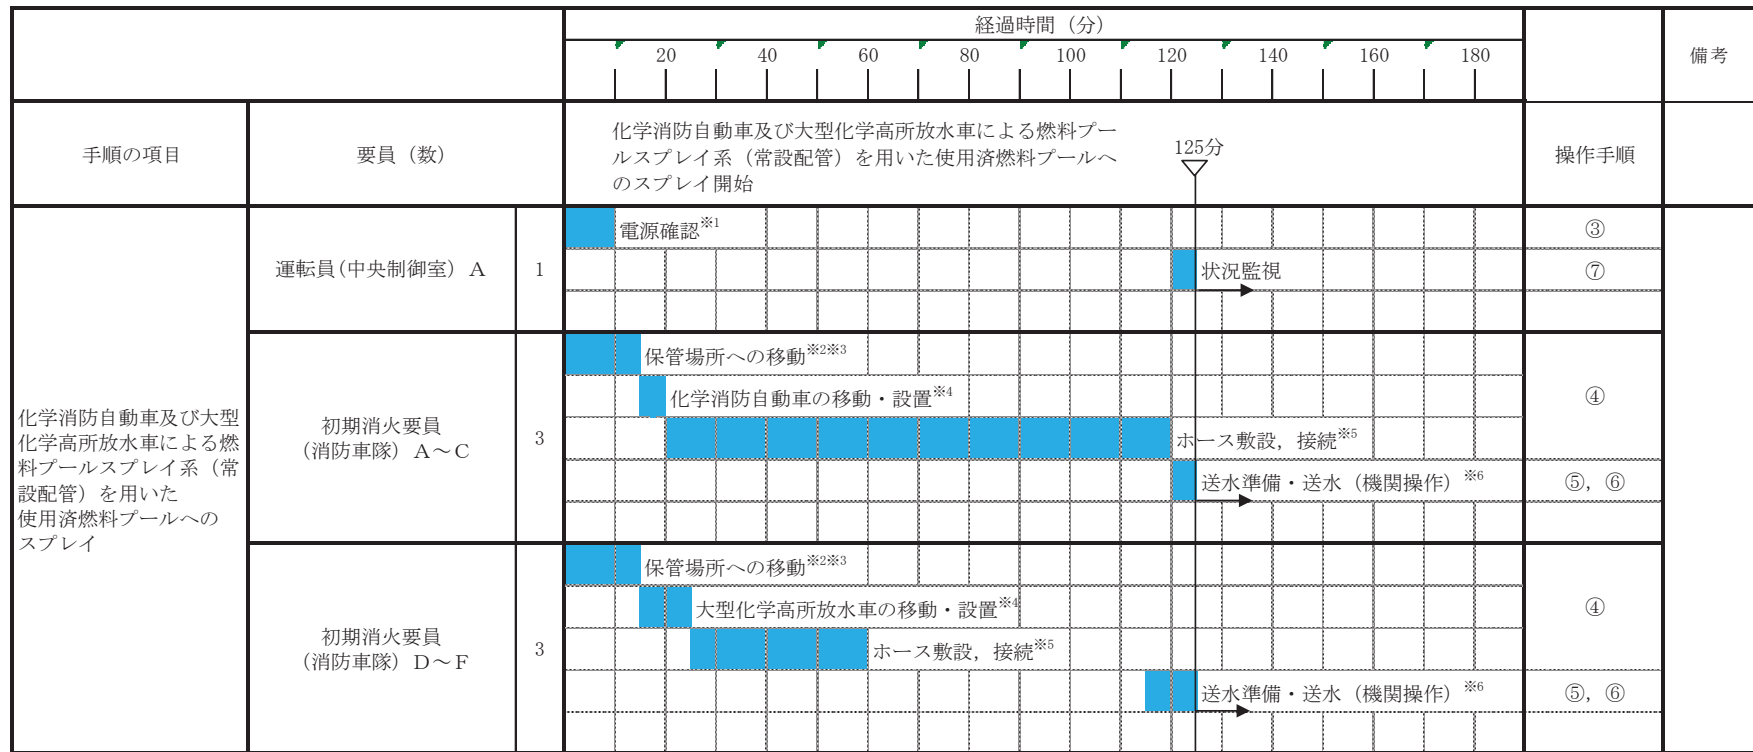 経過時間（分）
20 40 60 80 100 120 140 160 180
備考
手順の項目
要員（数）
化学消防自動車及び大型化学高所放水車による燃料プー
ルスプレイ系（常設配管）を用いた使用済燃料プールへ
のスプレイ開始
125分
操作手順
化学消防自動車及び大型
化学高所放水車による燃
料プールスプレイ系（常
設配管）を用いた
使用済燃料プールへの
スプレイ
運転員（中央制御室）Ａ
1
電源確認※1
③
状況監視
⑦
初期消火要員
（消防車隊）Ａ～Ｃ
3
保管場所への移動※2※3
化学消防自動車の移動・設置※4
④
ホース敷設，接続※5
送水準備・送水（機関操作）※6
⑤，⑥
初期消火要員
（消防車隊）Ｄ～Ｆ
3
保管場所への移動※2※3
大型化学高所放水車の移動・設置※4
④
ホース敷設，接続※5
送水準備・送水（機関操作）※6
⑤，⑥